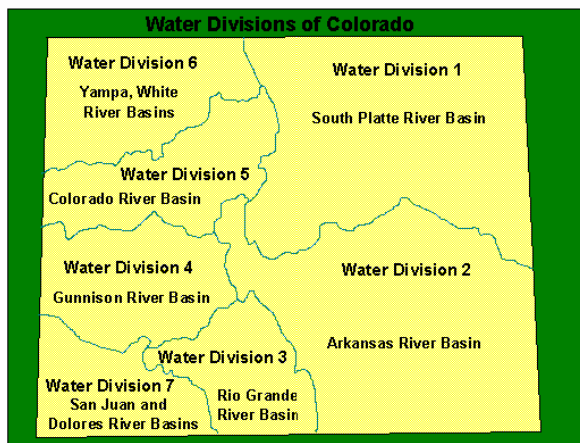 Water Divisions of Colorado
Water Division 6
Yampa, White
River Basins
Water Division 1
South Platte River Basin
Water Division 5
Colorado River Basin
Water Division 4
Gunnison River Basin
Water Division 2
Arkansas River Basin
Water Division 3
Rio Grande
River Basin
Water Division 7
San Juan and
Dolores River Basins